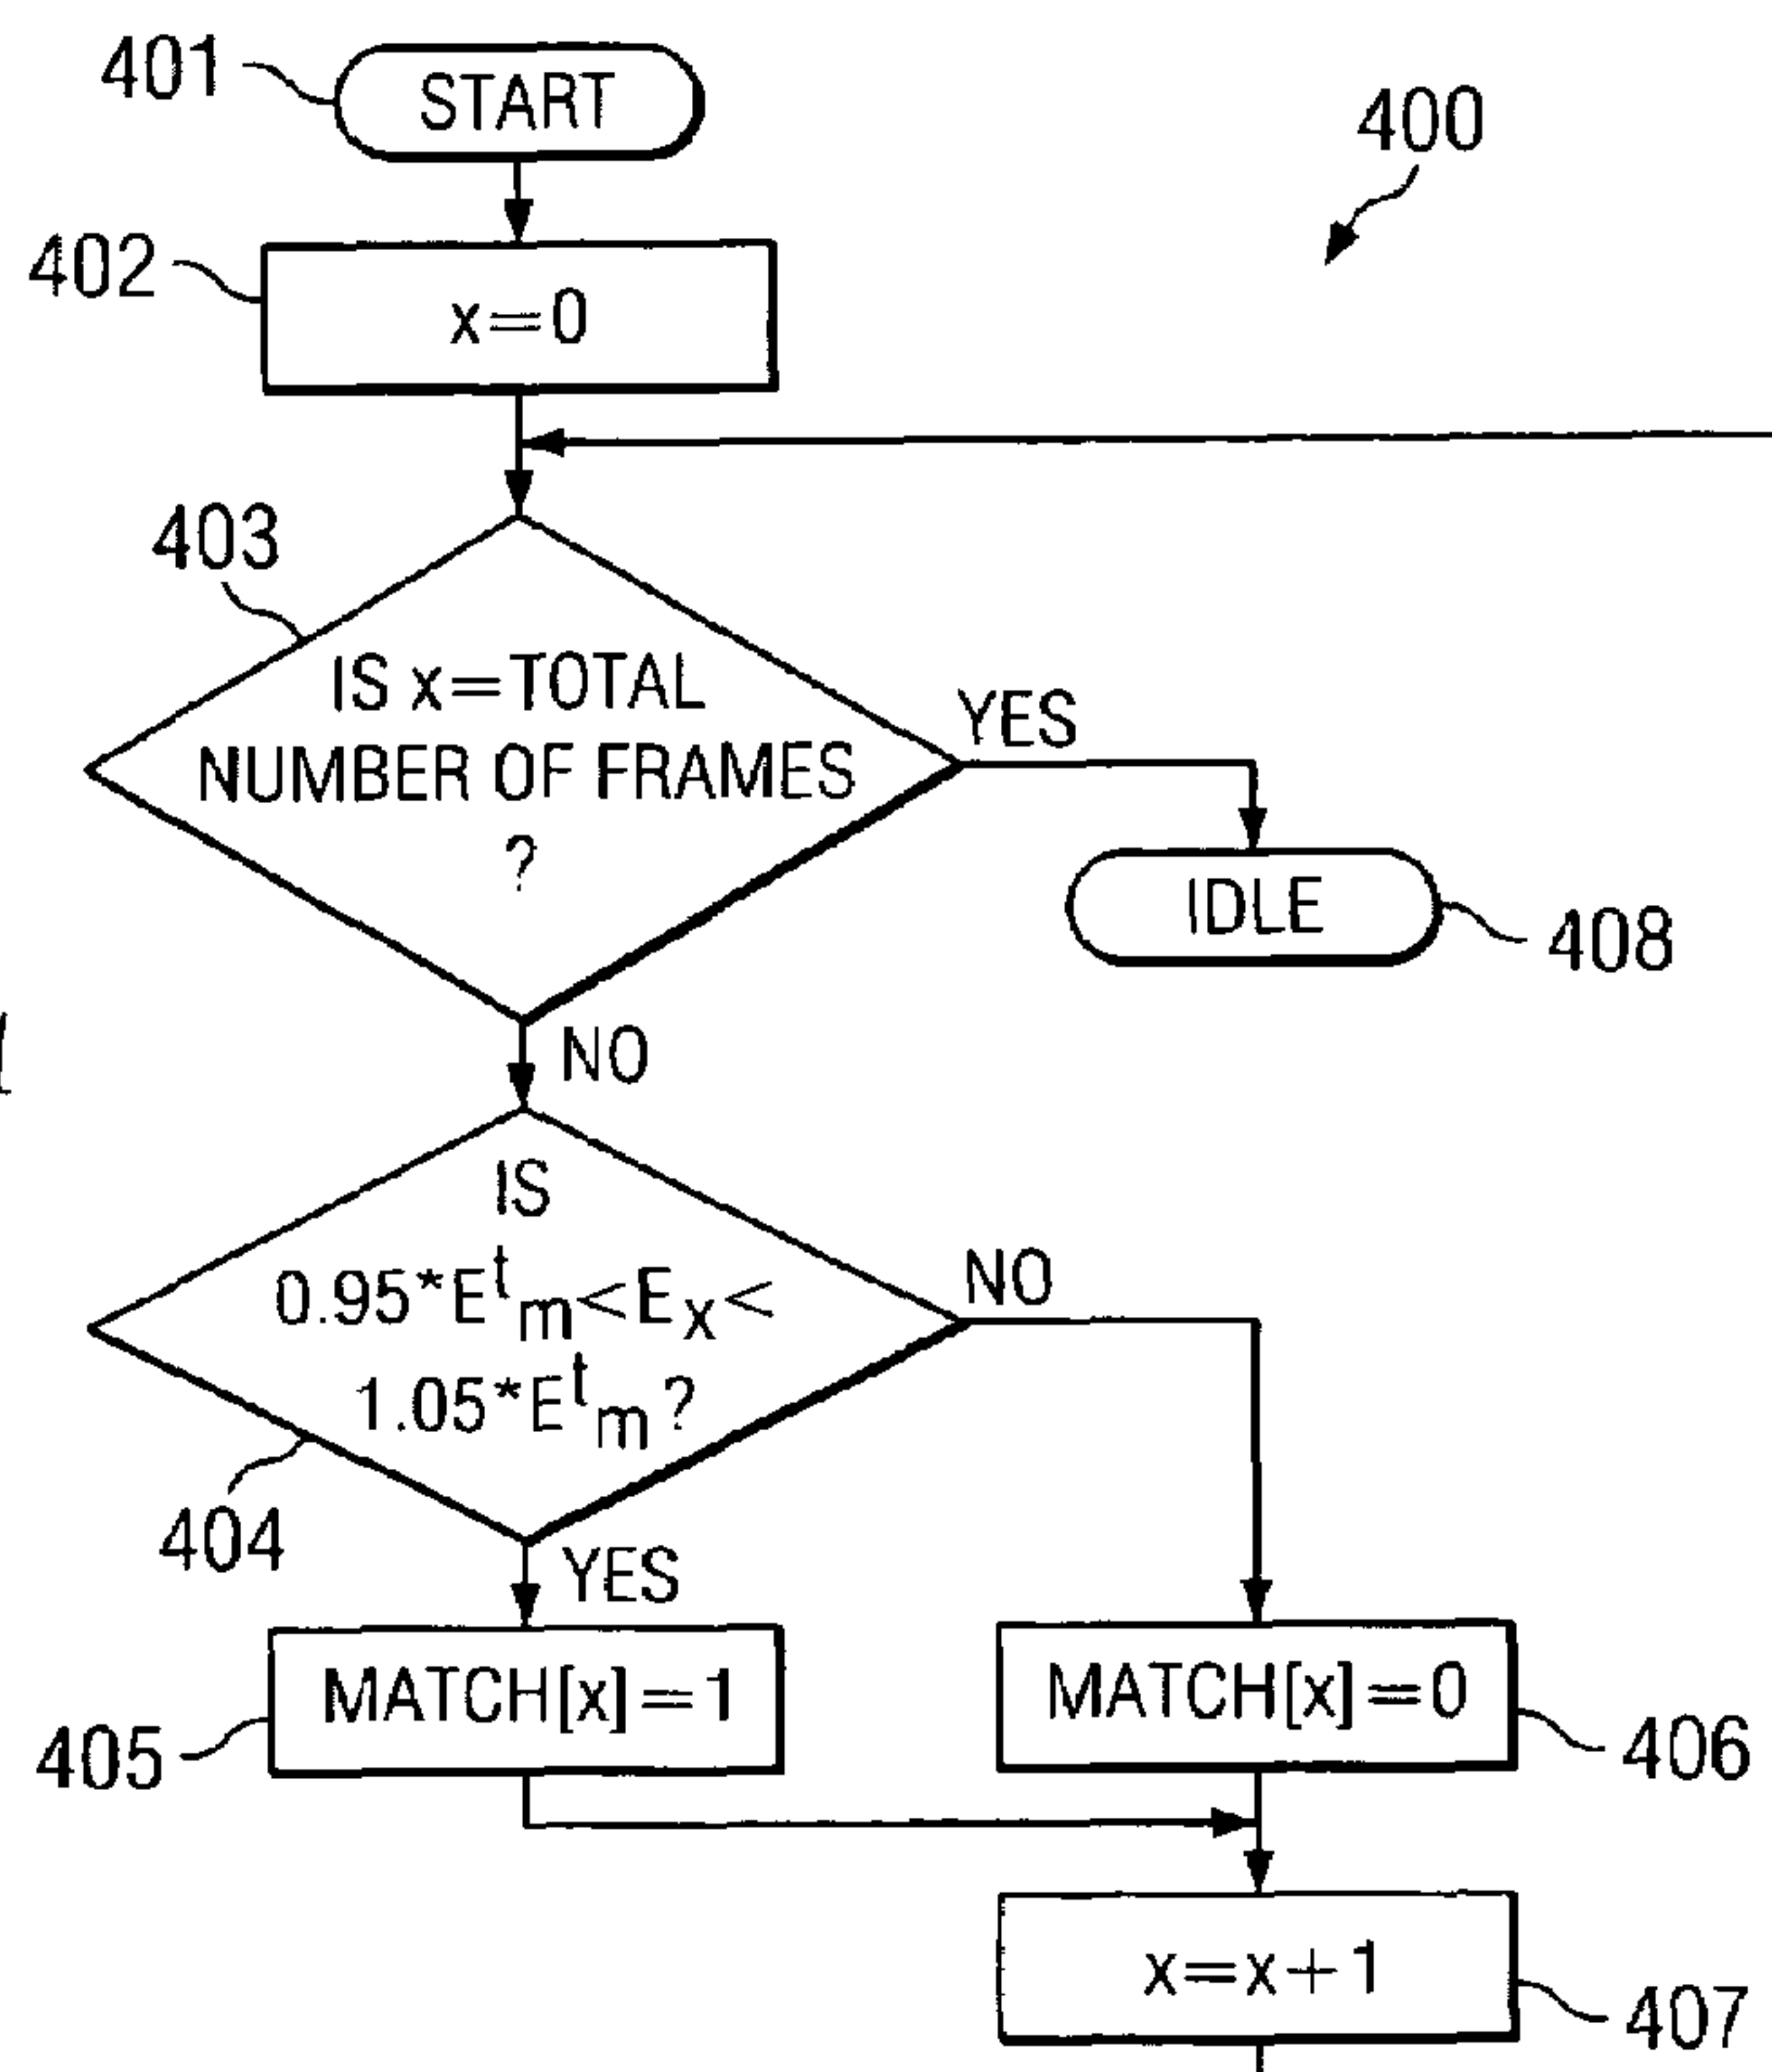 401
START
400
402
x=0
403
IS x=TOTAL
NUMBER OF FRAMES
?
YES
IDLE
408
NO
IS
0.95*E^t_m<E_x<
1.05*E^t_m?
NO
404
YES
MATCH[x]=1
MATCH[x]=0
405
406
x=x+1
407